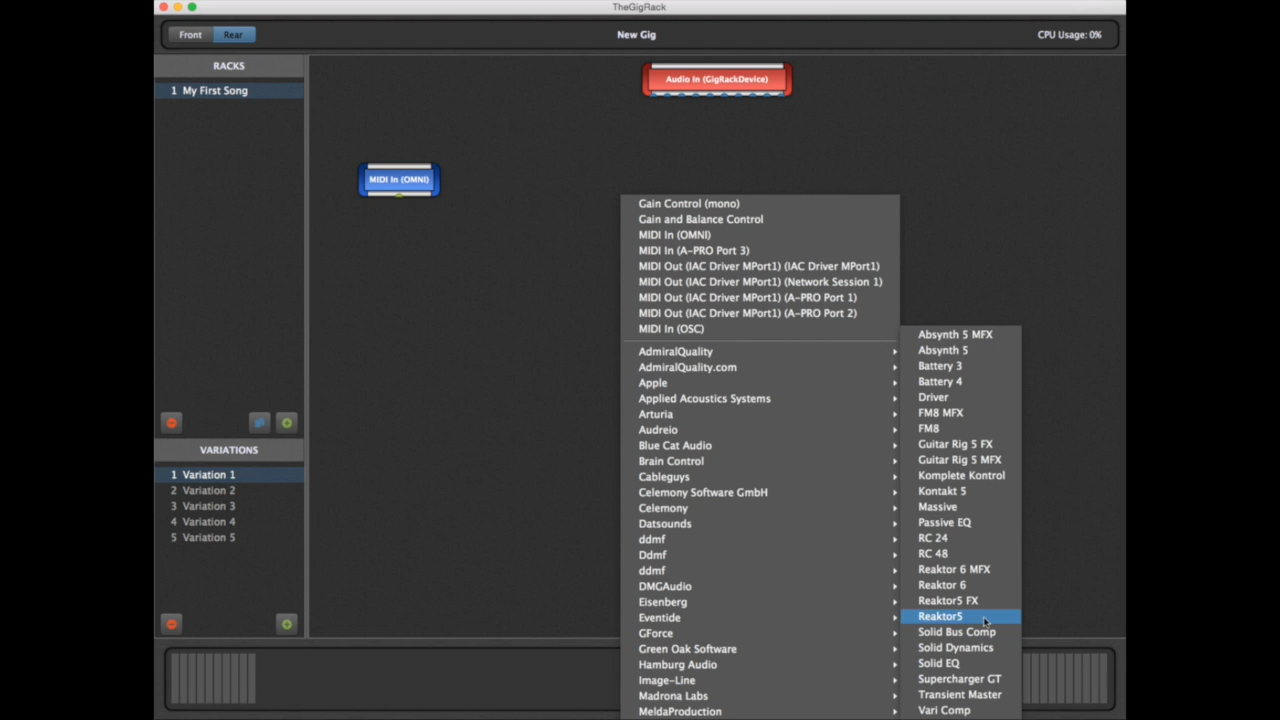 TheGigRack
Front
Rear
New Gig
CPU Usage: 0%
RACKS
1 My First Song
VARIATIONS
1 Variation 1
2 Variation 2
3 Variation 3
4 Variation 4
5 Variation 5
Audio In (GigRackDevice)
MIDI In (OMNI)
Gain Control (mono)
Gain and Balance Control
MIDI In (OMNI)
MIDI In (A-PRO Port 3)
MIDI Out (IAC Driver MPort1) (IAC Driver MPort1)
MIDI Out (IAC Driver MPort1) (Network Session 1)
MIDI Out (IAC Driver MPort1) (A-PRO Port 1)
MIDI Out (IAC Driver MPort1) (A-PRO Port 2)
MIDI In (OSC)
AdmiralQuality
AdmiralQuality.com
Apple
Applied Acoustics Systems
Arturia
Audreio
Blue Cat Audio
Brain Control
Cableguys
Celemony Software GmbH
Celemony
Datsounds
ddmf
Ddmf
ddmf
DMGAudio
Eisenberg
Eventide
GForce
Green Oak Software
Hamburg Audio
Image-Line
Madrona Labs
MeldaProduction
Absynth 5 MFX
Absynth 5
Battery 3
Battery 4
Driver
FM8 MFX
FM8
Guitar Rig 5 FX
Guitar Rig 5 MFX
Komplete Kontrol
Kontakt 5
Massive
Passive EQ
RC 24
RC 48
Reaktor 6 MFX
Reaktor 6
Reaktor5 FX
Reaktor5
Solid Bus Comp
Solid Dynamics
Solid EQ
Supercharger GT
Transient Master
Vari Comp